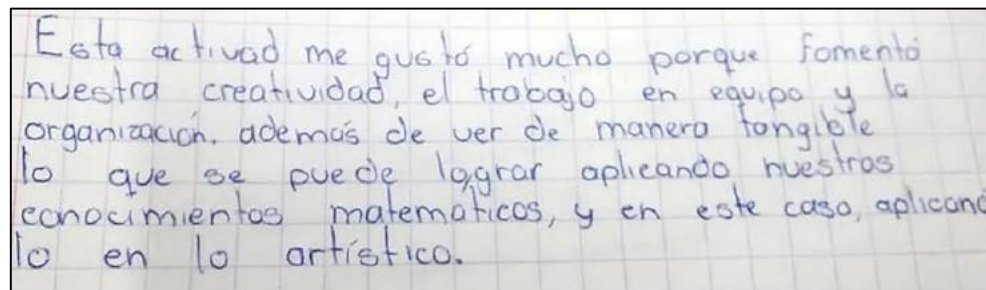 Esta activad me gustó mucho porque fomentó
nuestra creatividad, el trabajo en equipo y la
organización. además de ver de manera tangible
lo que se puede lograr aplicando nuestros
conocimientos matemáticos, y en este caso, aplicand
lo en lo artístico.